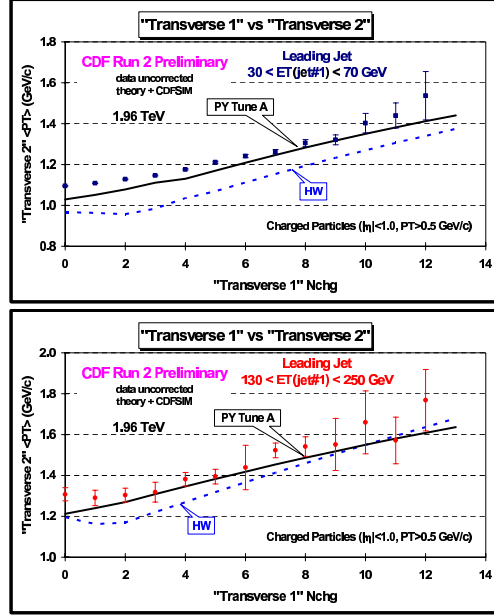 "Transverse 1" vs "Transverse 2"
1.8
1.6
1.4
1.2
1.0
0.8
"Transverse 2" <PT> (GeV/c)
CDF Run 2 Preliminary
data uncorrected
theory + CDFSIM
1.96 TeV
Leading Jet
30 < ET(jet#1) < 70 GeV
PY Tune A
HW
Charged Particles (|η|<1.0, PT>0.5 GeV/c)
0 2 4 6 8 10 12 14
"Transverse 1" Nchg
"Transverse 1" vs "Transverse 2"
2.0
1.8
1.6
1.4
1.2
1.0
"Transverse 2" <PT> (GeV/c)
CDF Run 2 Preliminary
data uncorrected
theory + CDFSIM
1.96 TeV
Leading Jet
130 < ET(jet#1) < 250 GeV
PY Tune A
HW
Charged Particles (|η|<1.0, PT>0.5 GeV/c)
0 2 4 6 8 10 12 14
"Transverse 1" Nchg